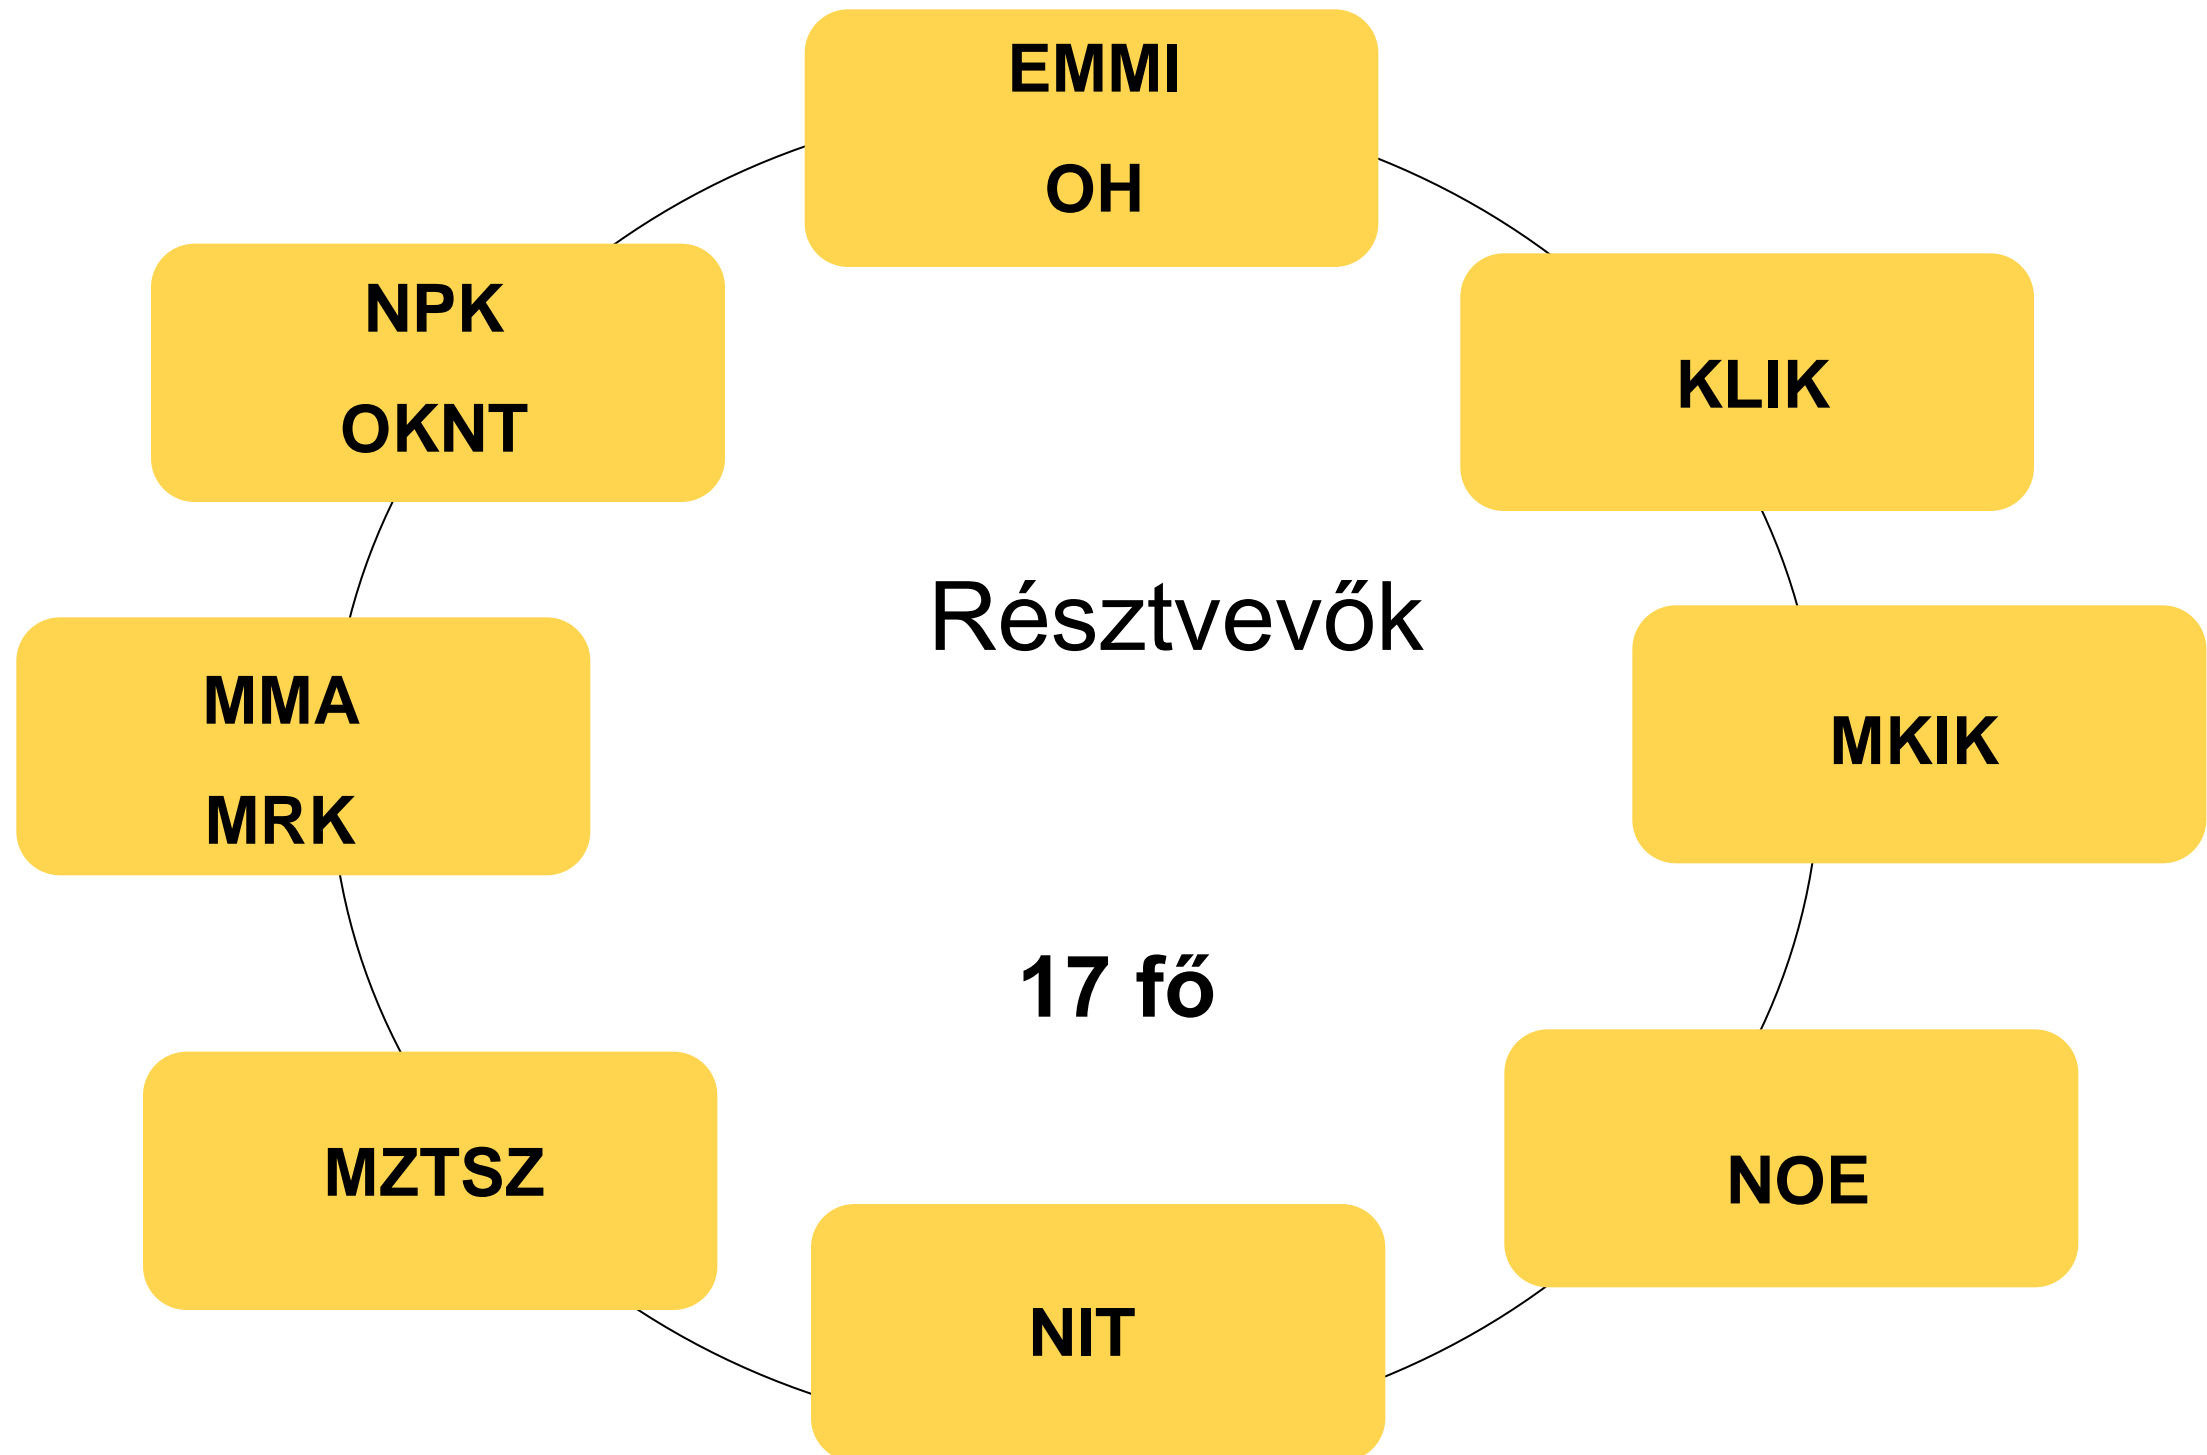 EMMI
OH
NPK
OKNT
KLIK
Résztvevők
MMA
MRK
MKIK
17 fő
MZTSZ
NOE
NIT